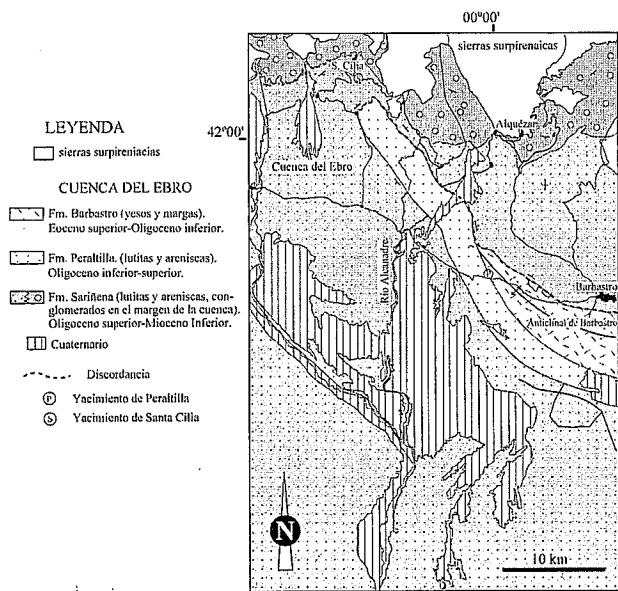 00°00'
sierras surpirenaicas
S. Cilia
Alquézar
LEYENDA
42°00'
sierras surpireniacias
Cuenca del Ebro
CUENCA DEL EBRO
Fm. Barbastro (yesos y margas).
Eoceno superior-Oligoceno inferior.
Río Alcanadre
Fm. Peraltilla. (lutitas y areniscas).
Oligoceno inferior-superior.
Barbastro
Fm. Sariñena (lutitas y areniscas, con-
glomerados en el margen de la cuenca).
Oligoceno superior-Mioceno Inferior.
Anticlinal de Barbastro
Cuaternario
Discordancia
P Yacimiento de Peraltilla
S Yacimiento de Santa Cilia
N
10 km